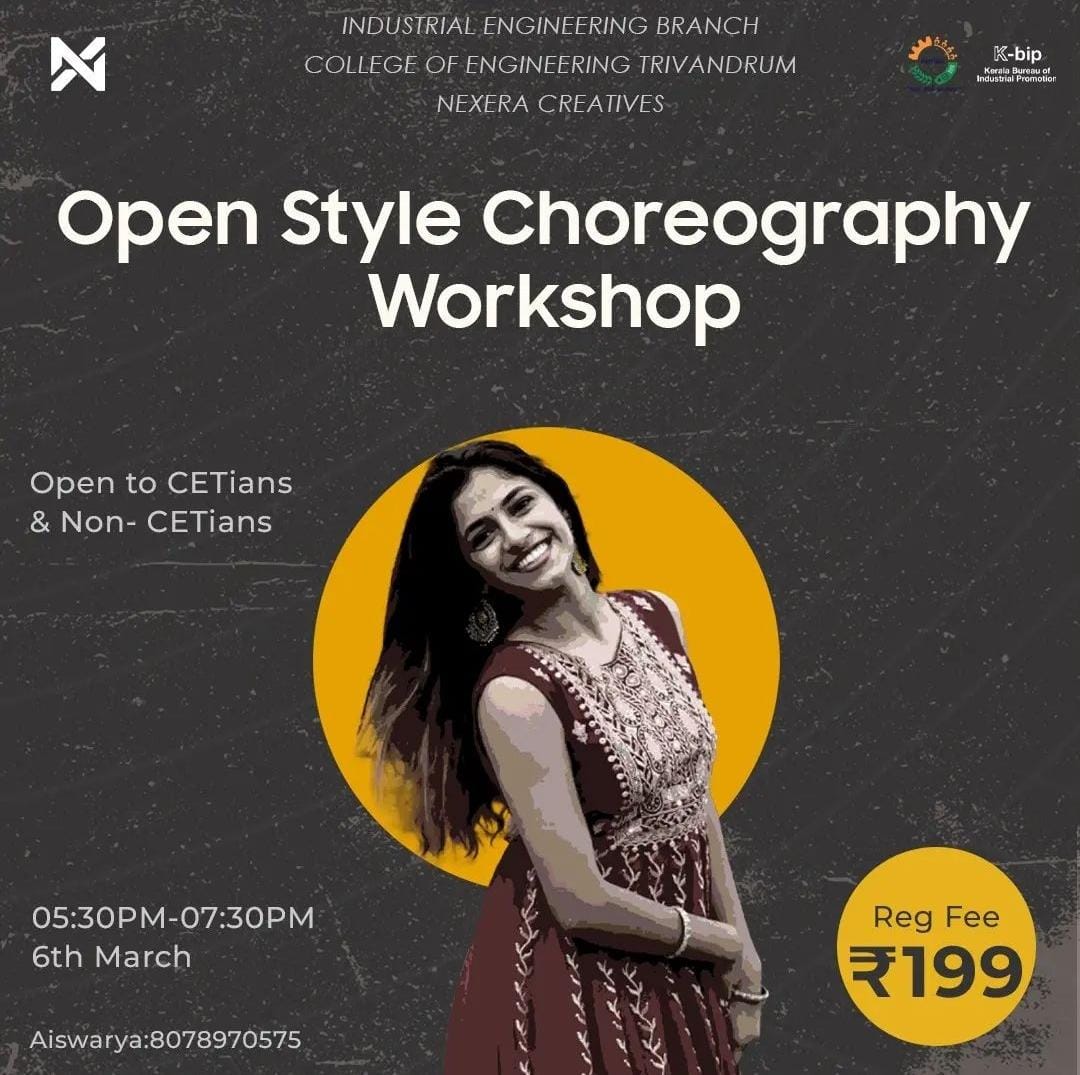 INDUSTRIAL ENGINEERING BRANCH
COLLEGE OF ENGINEERING TRIVANDRUM
NEXERA CREATIVES
K-bip
Kerala Bureau of
Industrial Promotion
Open Style Choreography
Workshop
Open to CETians
& Non- CETians
05:30PM-07:30PM
6th March
Reg Fee
₹199
Aiswarya:8078970575